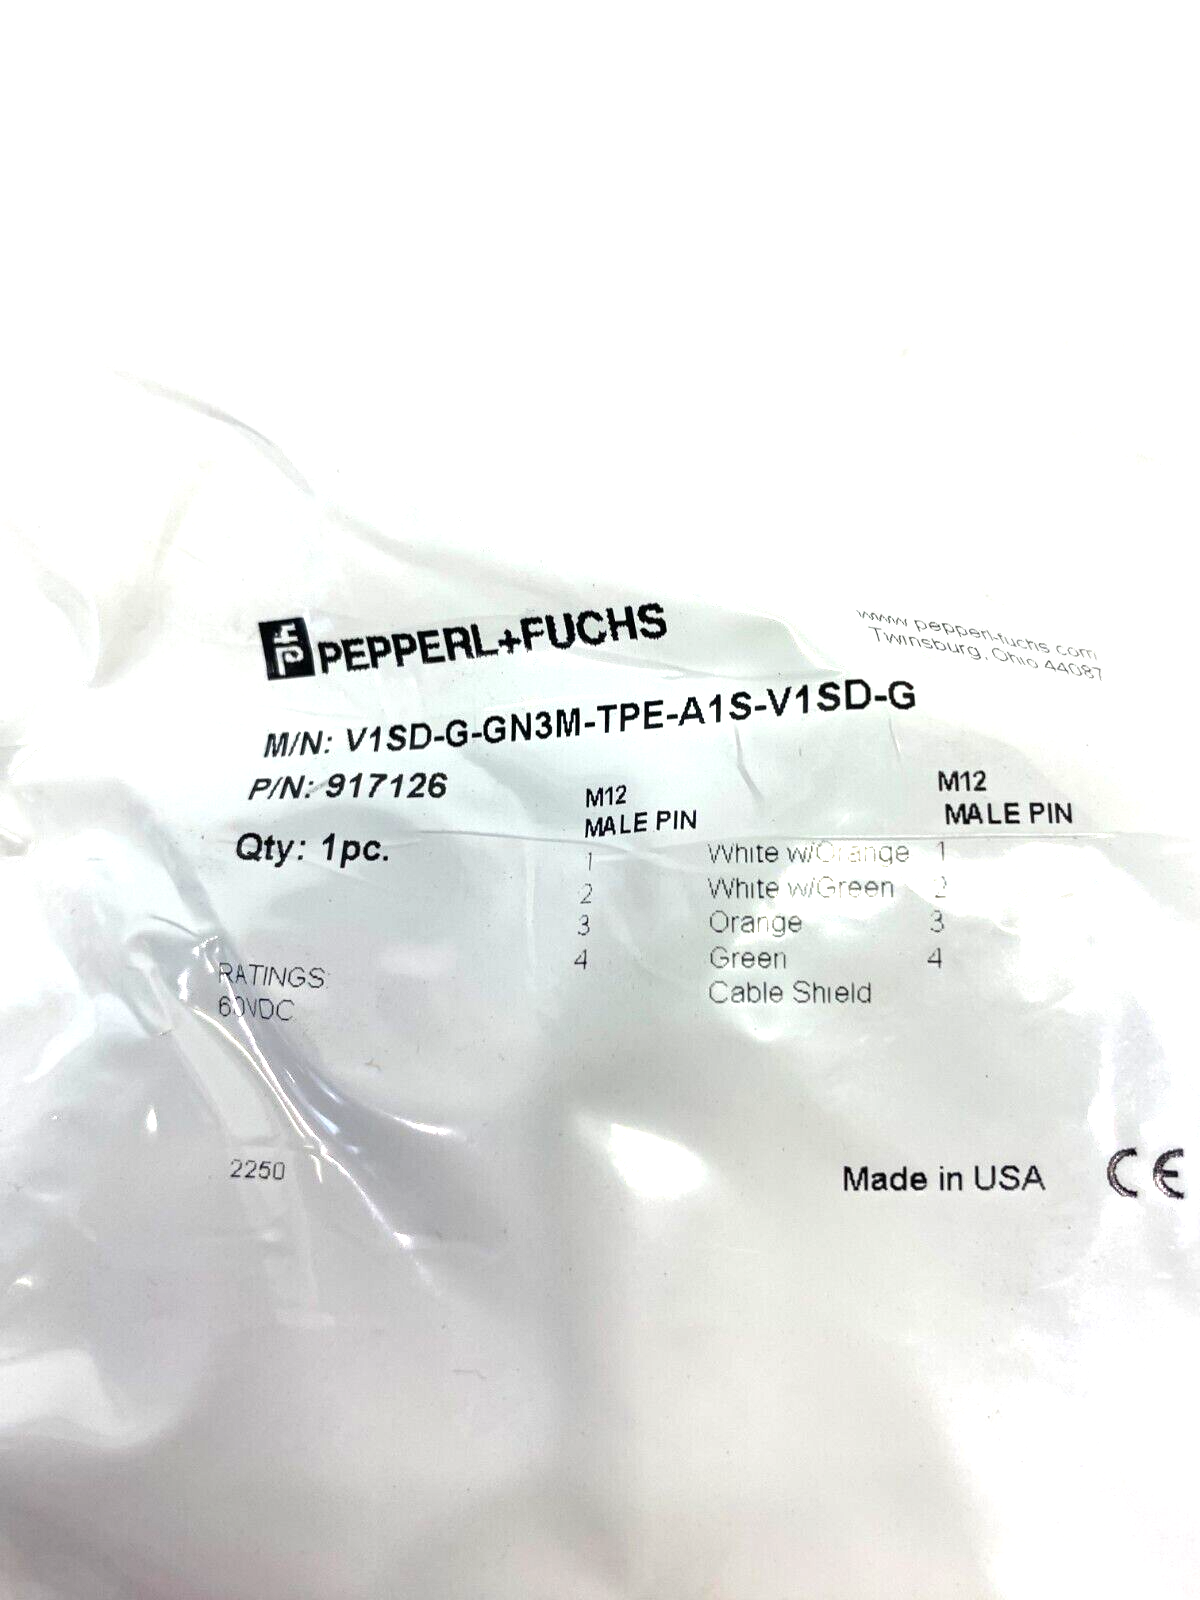 PEPPERL+FUCHS
www.pepperl-fuchs.com
Twinsburg, Ohio 44087
M/N: V1SD-G-GN3M-TPE-A1S-V1SD-G
P/N: 917126
Qty: 1pc.
M12 M12
MALE PIN MALE PIN
1 White w/Orange 1
2 White w/Green 2
3 Orange 3
4 Green 4
Cable Shield
RATINGS:
60VDC
2250
Made in USA CE